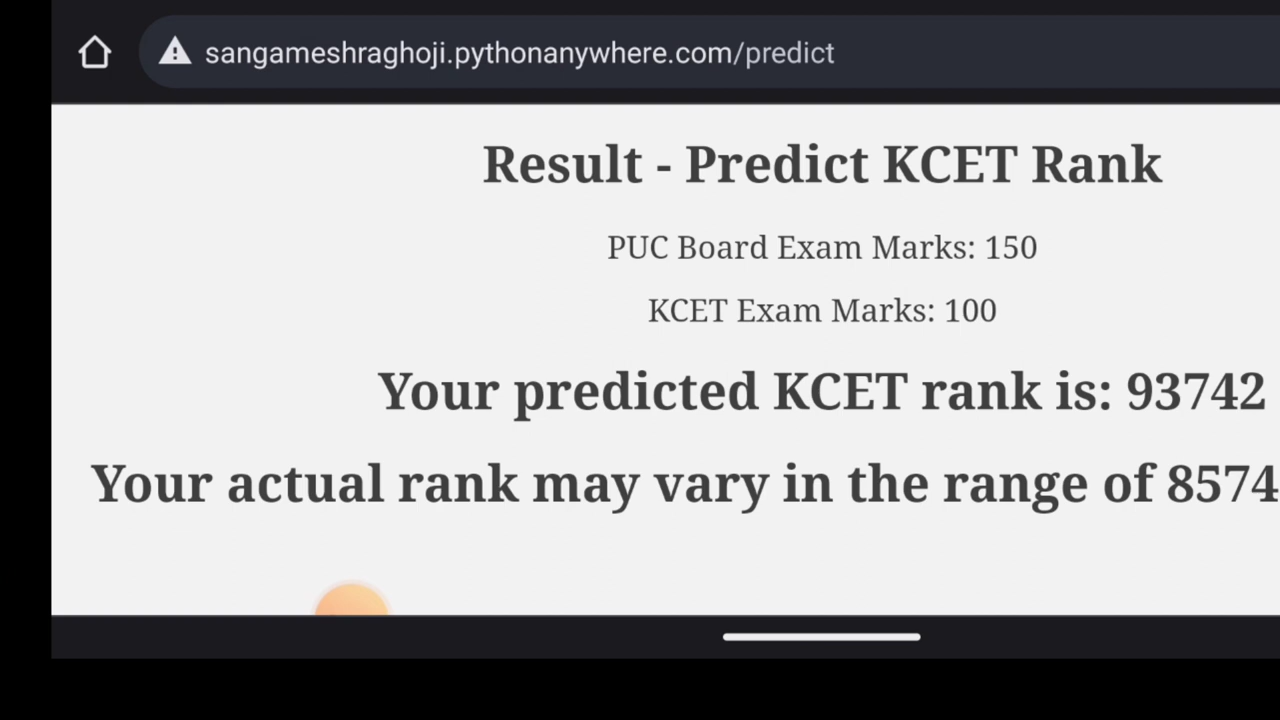 sangameshraghoji.pythonanywhere.com/predict
Result - Predict KCET Rank
PUC Board Exam Marks: 150
KCET Exam Marks: 100
Your predicted KCET rank is: 93742
Your actual rank may vary in the range of 8574